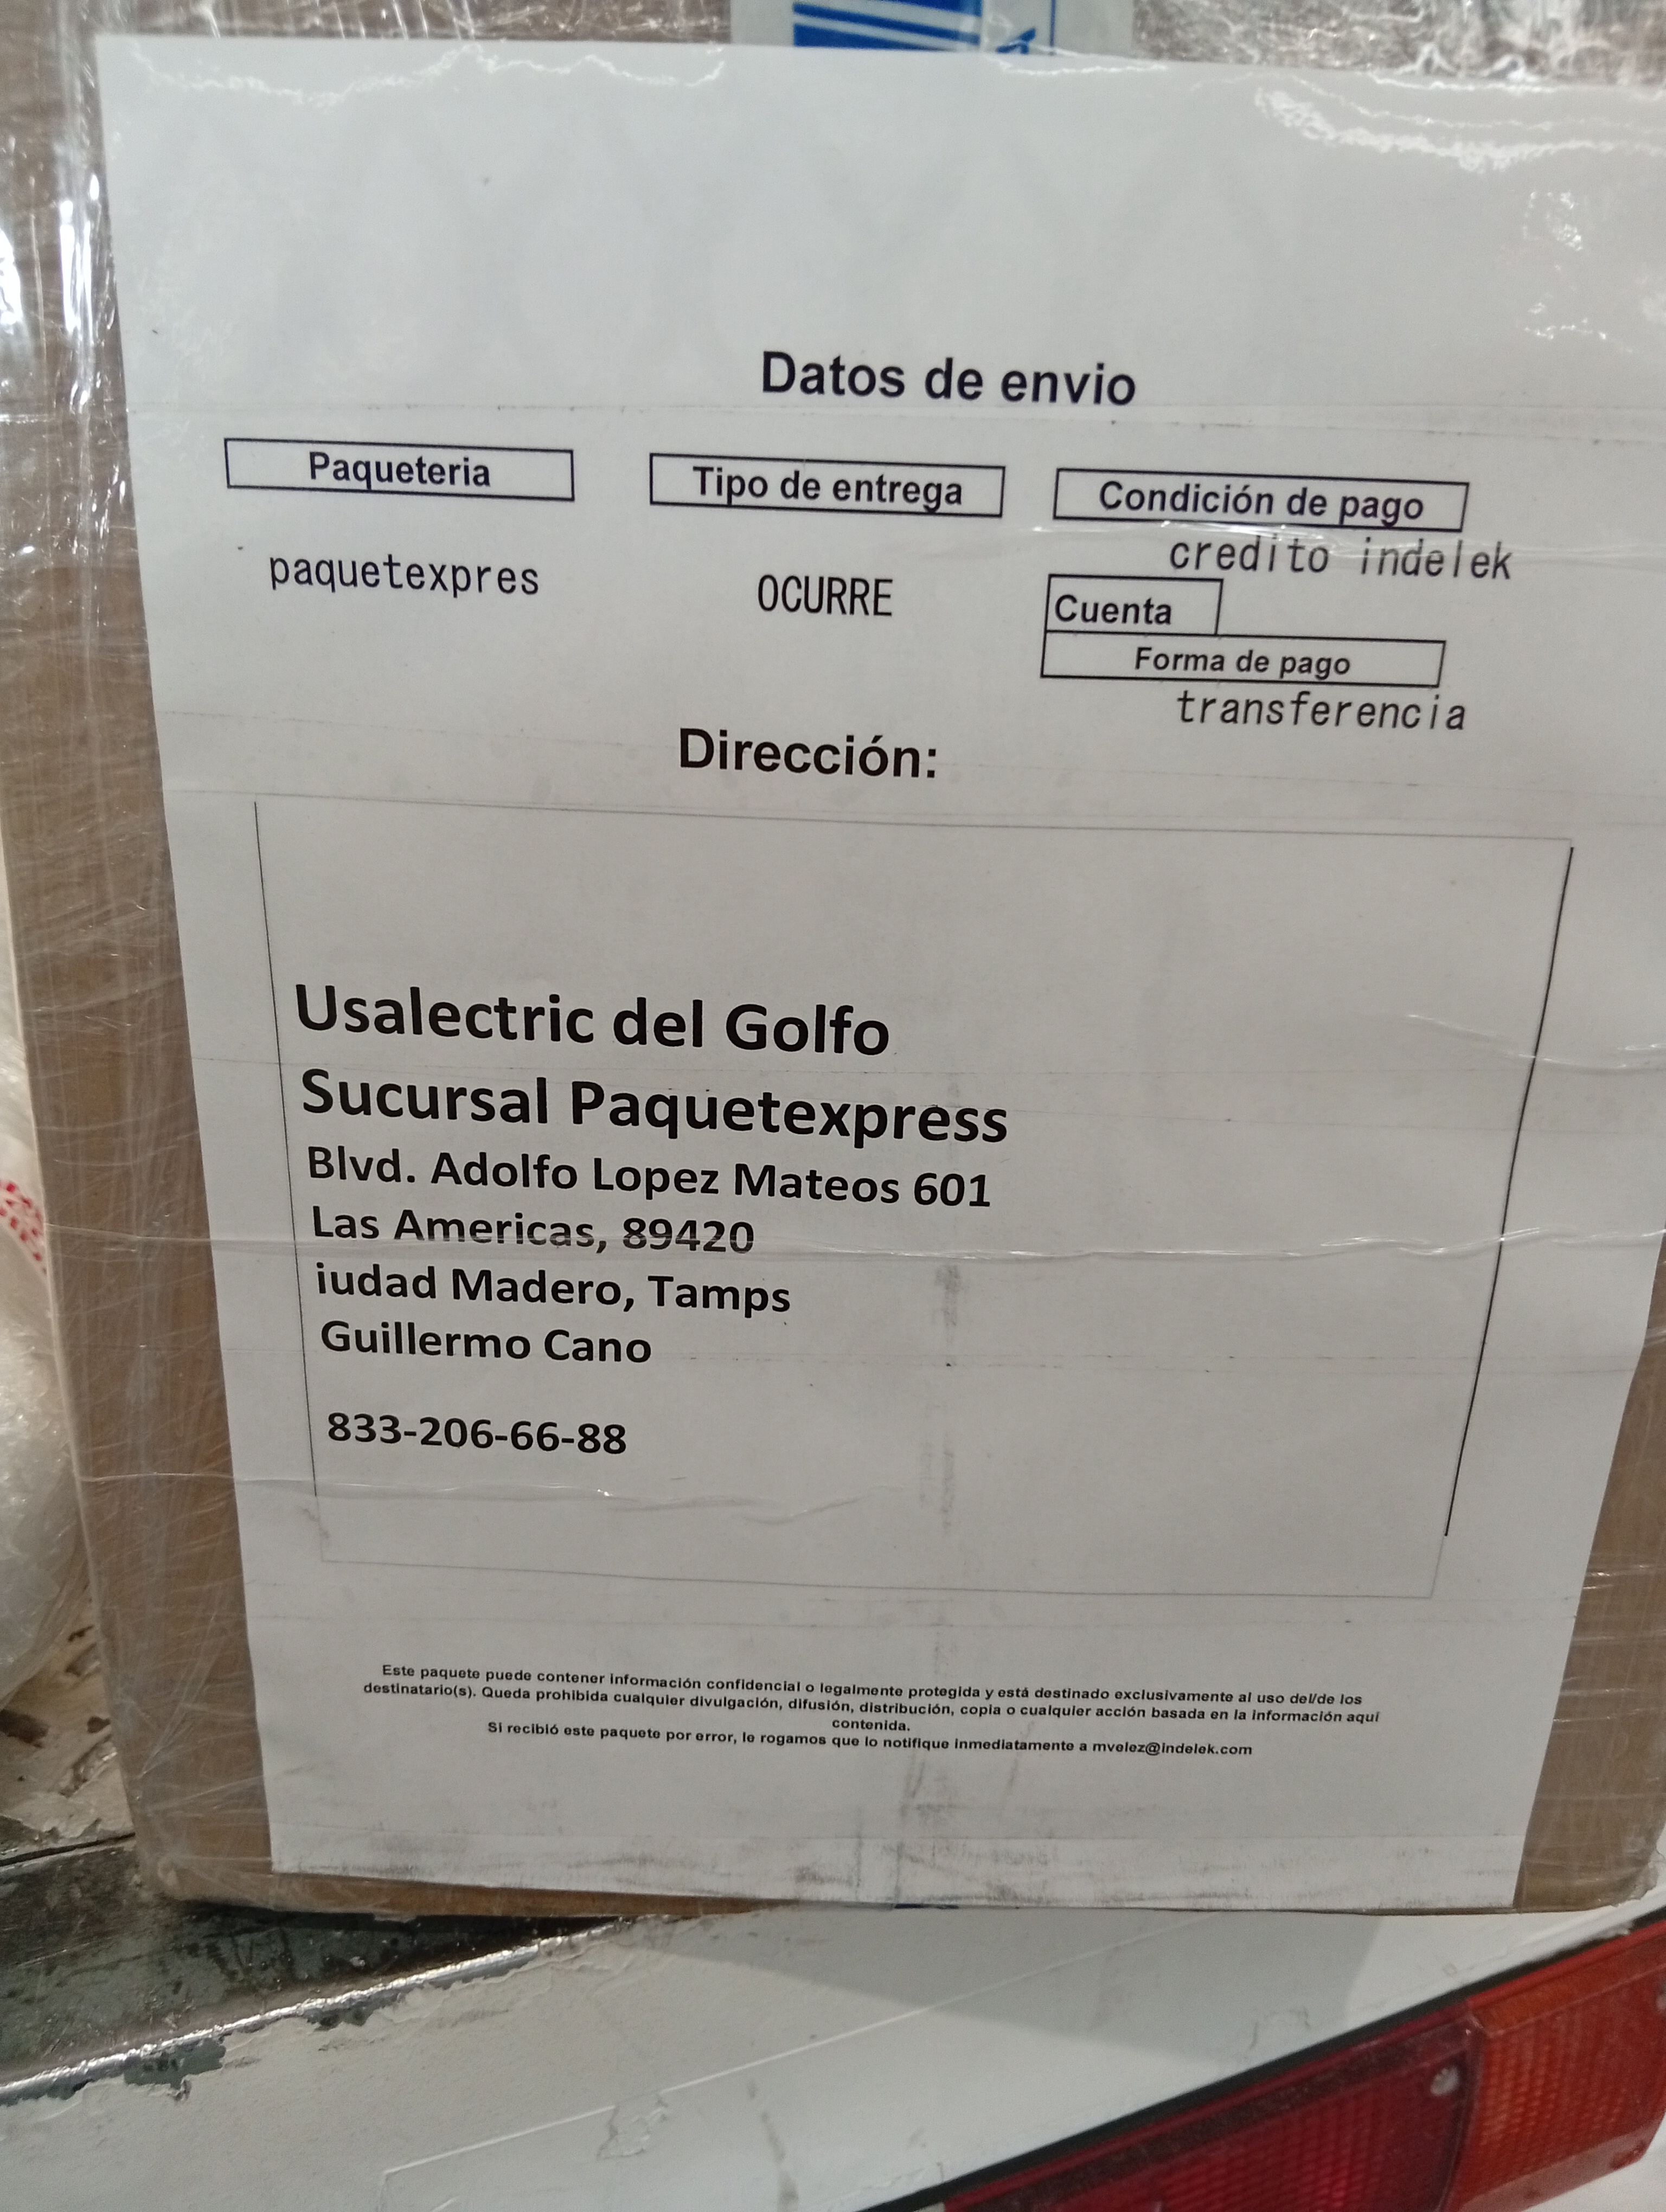 Datos de envio
Paqueteria
Tipo de entrega
Condición de pago
paquetexpres
OCURRE
credito indelek
Cuenta
Forma de pago
transferencia
Dirección:
Usalectric del Golfo
Sucursal Paquetexpress
Blvd. Adolfo Lopez Mateos 601
Las Americas, 89420
iudad Madero, Tamps
Guillermo Cano
833-206-66-88
Este paquete puede contener información confidencial o legalmente protegida y está destinado exclusivamente al uso del/de los
destinatario(s). Queda prohibida cualquier divulgación, difusión, distribución, copia o cualquier acción basada en la información aquí
contenida.
Si recibió este paquete por error, le rogamos que lo notifique inmediatamente a mvelez@indelek.com